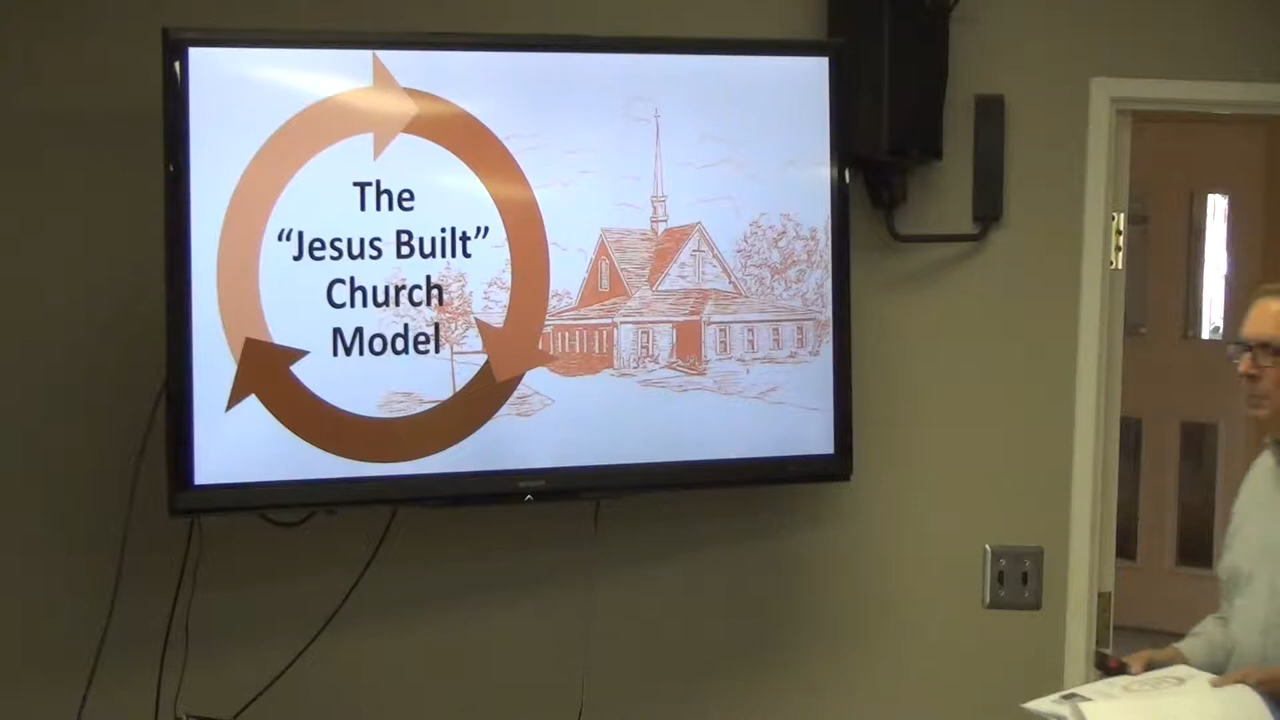 The
“Jesus Built”
Church
Model